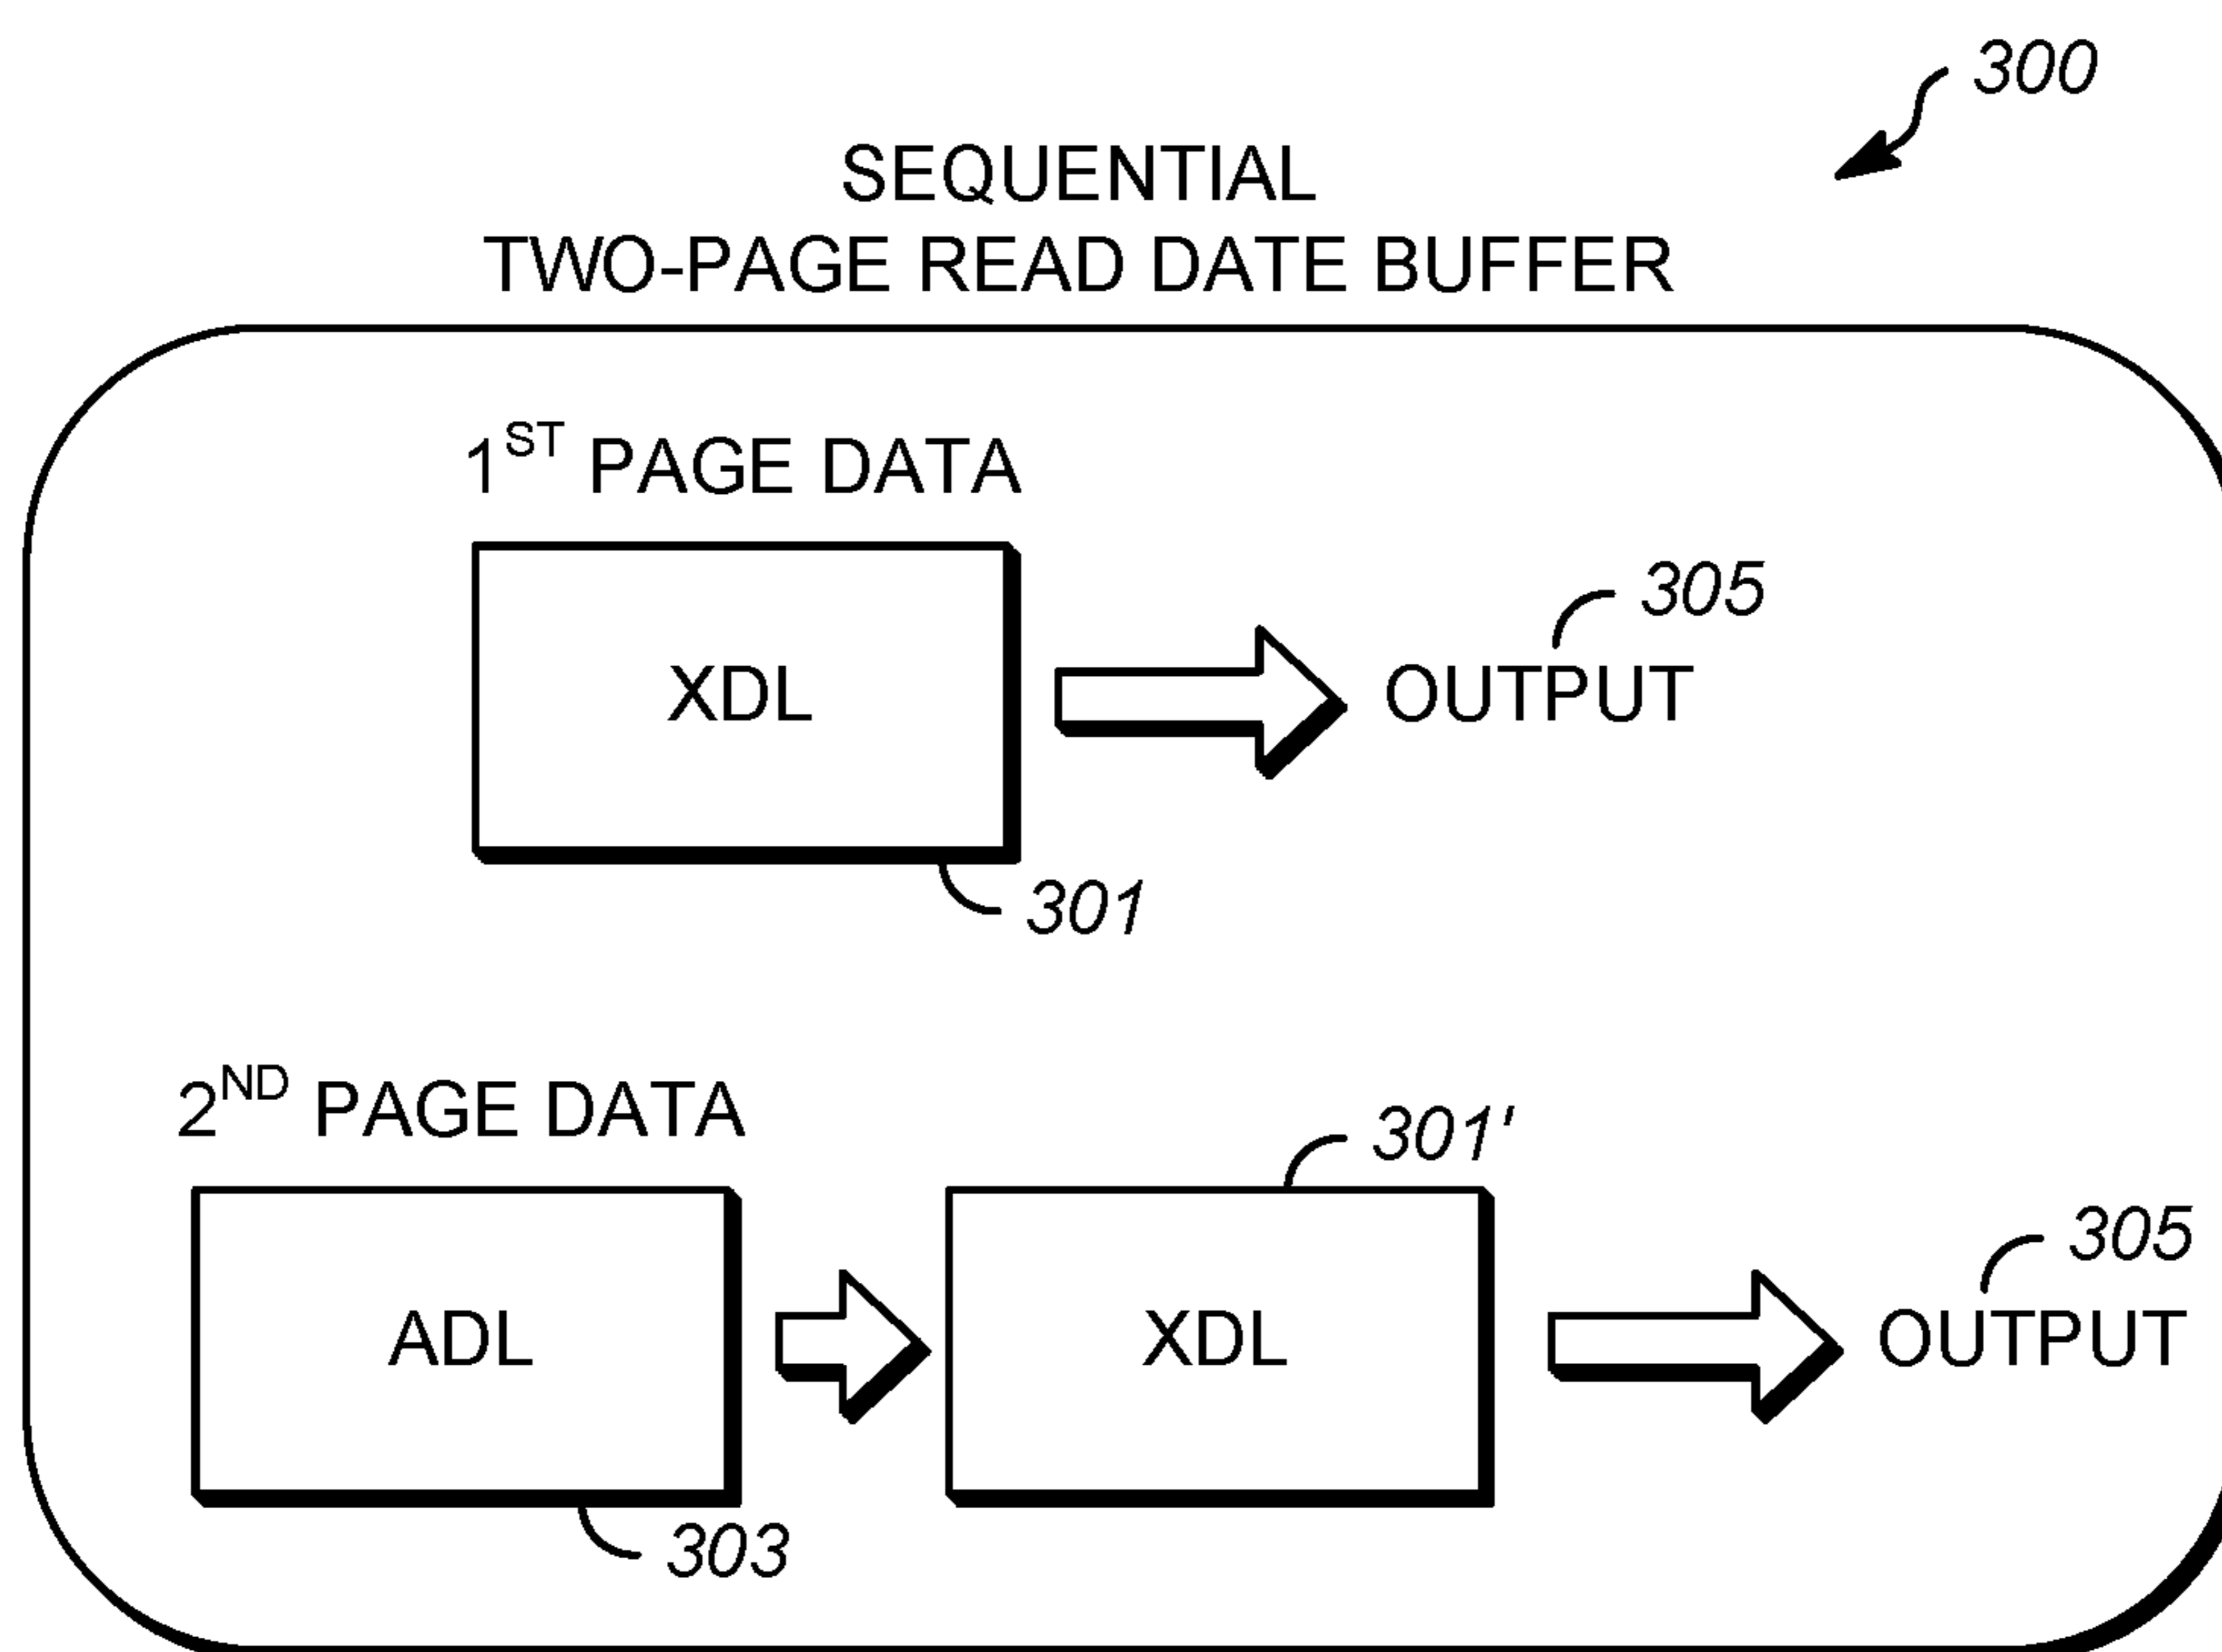 300
SEQUENTIAL
TWO-PAGE READ DATE BUFFER
1ST PAGE DATA
305
XDL
OUTPUT
301
2ND PAGE DATA
301'
305
ADL
XDL
OUTPUT
303